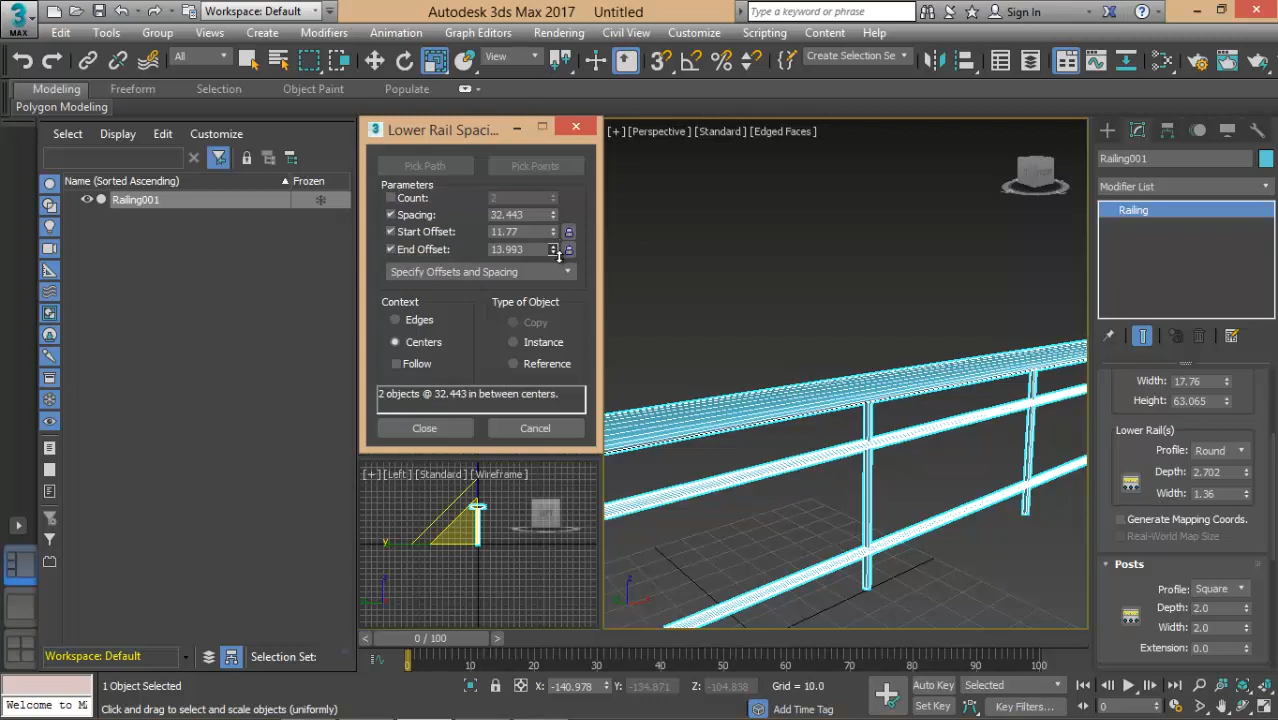 3
MAX
Workspace: Default
Autodesk 3ds Max 2017 Untitled
Type a keyword or phrase
Sign In
Edit Tools Group Views Create Modifiers Animation Graph Editors Rendering Civil View Customize Scripting Content Help
All
View
Create Selection Se
Modeling Freeform Selection Object Paint Populate
Polygon Modeling
Select Display Edit Customize
Name (Sorted Ascending) Frozen
Railing001
Lower Rail Spaci...
Pick Path Pick Points
Parameters
Count: 2
Spacing: 32.443
Start Offset: 11.77
End Offset: 13.993
Specify Offsets and Spacing
Context Type of Object
Edges Copy
Centers Instance
Follow Reference
2 objects @ 32.443 in between centers.
Close Cancel
[+] [Left] [Standard] [Wireframe]
y
[+] [Perspective] [Standard] [Edged Faces]
Railing001
Modifier List
Railing
Width: 17.76
Height: 63.065
Lower Rail(s)
Profile: Round
Depth: 2.702
Width: 1.36
Generate Mapping Coords.
Real-World Map Size
Posts
Profile: Square
Depth: 2.0
Width: 2.0
Extension: 0.0
0 / 100
Workspace: Default
Selection Set:
0 10 20 30 40 50 60 70 80 90 100
Welcome to M
1 Object Selected
Click and drag to select and scale objects (uniformly)
X: -140.978 Y: -134.871 Z: -104.838 Grid = 10.0
Add Time Tag
Auto Key Selected
Set Key Key Filters...
0